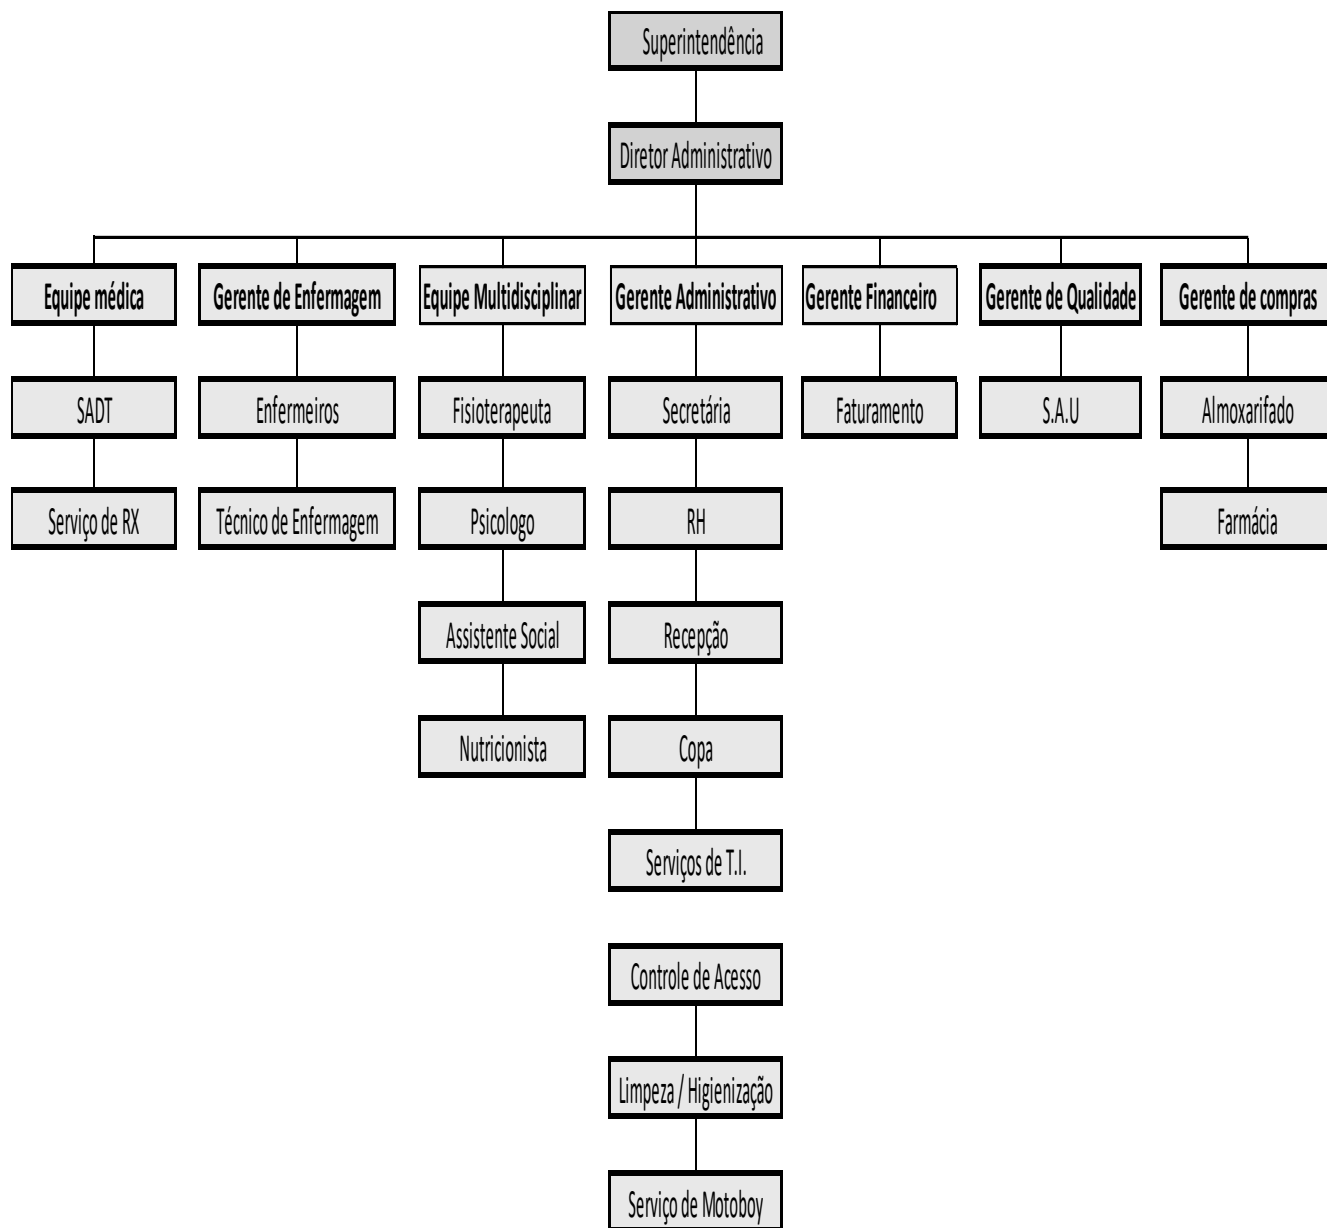 Superintendência
Diretor Administrativo
Equipe médica
Gerente de Enfermagem
Equipe Multidisciplinar
Gerente Administrativo
Gerente Financeiro
Gerente de Qualidade
Gerente de compras
SADT
Enfermeiros
Fisioterapeuta
Secretária
Faturamento
S.A.U
Almoxarifado
Serviço de RX
Técnico de Enfermagem
Psicologo
RH
Farmácia
Assistente Social
Recepção
Nutricionista
Copa
Serviços de T.I.
Controle de Acesso
Limpeza / Higienização
Serviço de Motoboy